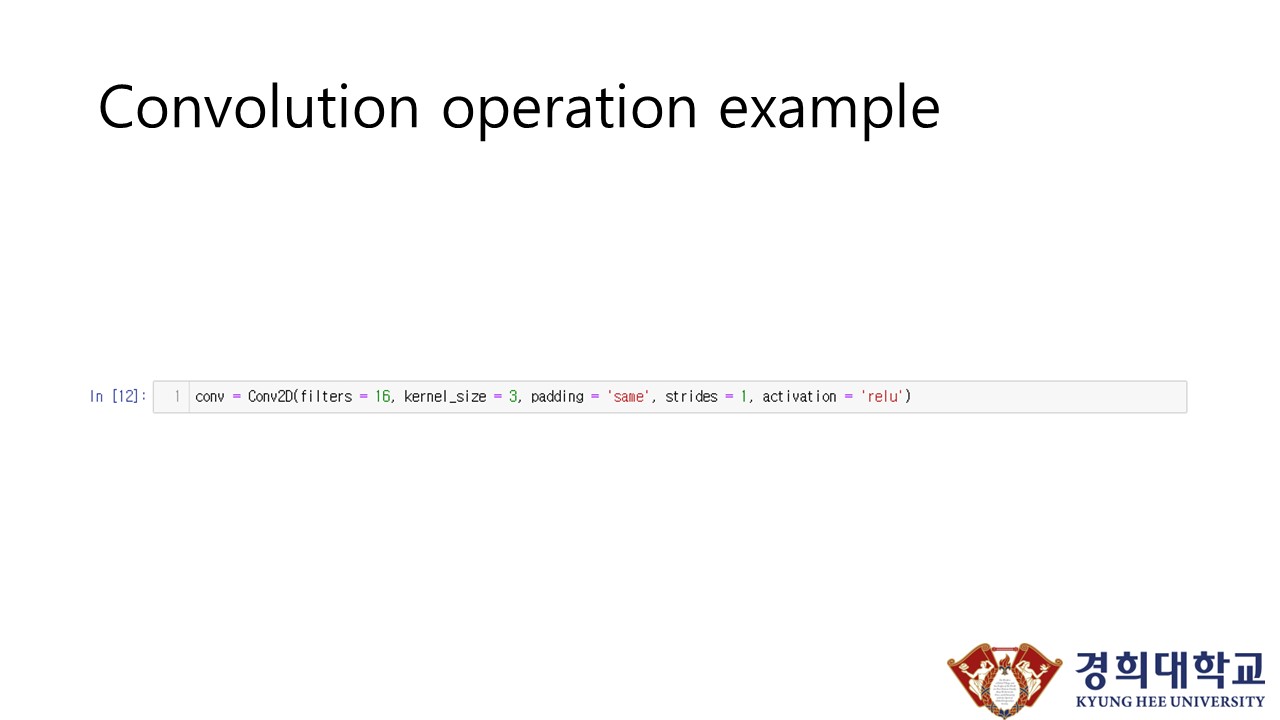 Convolution operation example
In [12]: 1 conv = Conv2D(filters = 16, kernel_size = 3, padding = 'same', strides = 1, activation = 'relu')
경희대학교
KYUNG HEE UNIVERSITY